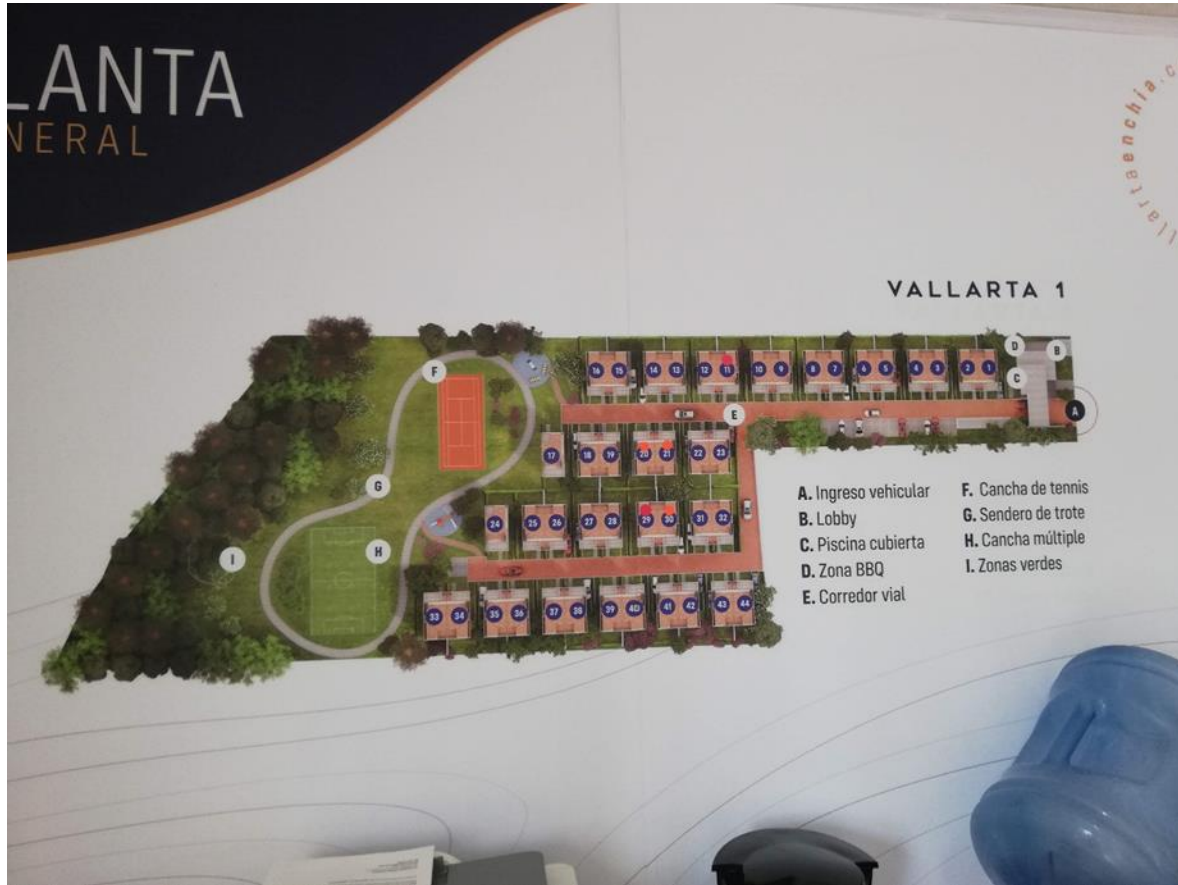 LANTA
NERAL
llartaenchia.c
VALLARTA 1
A
B
C
D
E
F
G
H
I
16 15 14 13 12 11 10 9 8 7 6 5 4 3 2 1
17 18 19 20 21 22 23
24 25 26 27 28 29 30 31 32
33 34 35 36 37 38 39 40 41 42 43 44
A. Ingreso vehicular
B. Lobby
C. Piscina cubierta
D. Zona BBQ
E. Corredor vial
F. Cancha de tennis
G. Sendero de trote
H. Cancha múltiple
I. Zonas verdes